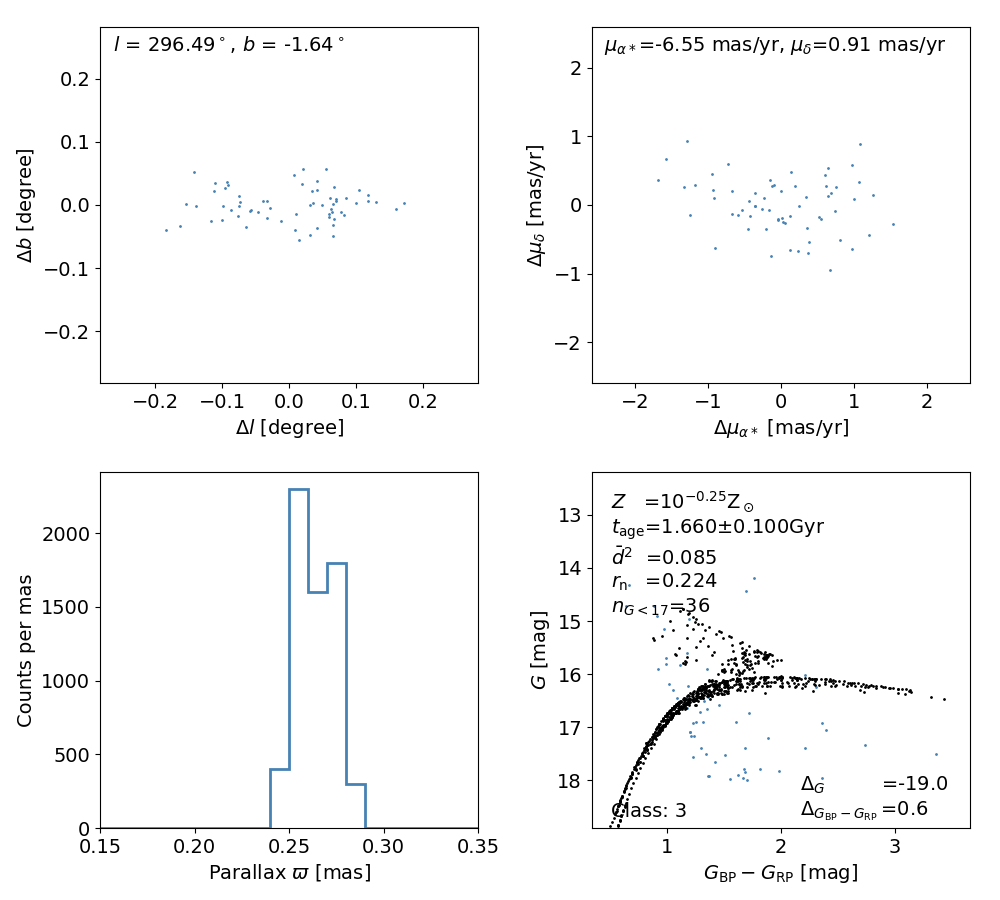 l = 296.49°, b = -1.64°
0.2
0.1
0.0
−0.1
−0.2
Δb [degree]
−0.2 −0.1 0.0 0.1 0.2
Δl [degree]
μα*=-6.55 mas/yr, μδ=0.91 mas/yr
2
1
0
−1
−2
Δμδ [mas/yr]
−2 −1 0 1 2
Δμα* [mas/yr]
2000
1500
1000
500
0
Counts per mas
0.15 0.20 0.25 0.30 0.35
Parallax ϖ [mas]
Z =10^−0.25 Z⊙
tage=1.660±0.100Gyr
d̄² =0.085
rn =0.224
nG<17=36
13
14
15
16
17
18
G [mag]
ΔG =-19.0
Class: 3
ΔGBP−GRP=0.6
1 2 3
GBP − GRP [mag]